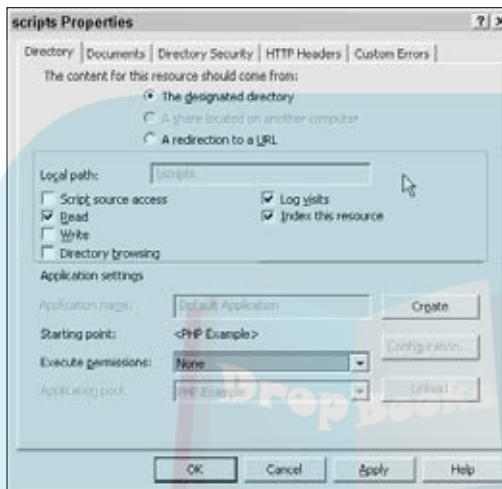 scripts Properties
Directory Documents Directory Security HTTP Headers Custom Errors
The content for this resource should come from:
The designated directory
A share located on another computer
A redirection to a URL
Local path: \scripts
Script source access
Log visits
Read
Index this resource
Write
Directory browsing
Application settings
Application name: Default Application
Create
Starting point: <PHP Example>
Configuration...
Execute permissions: None
Application pool: PHP Example
Unload
Drop Books
OK Cancel Apply Help